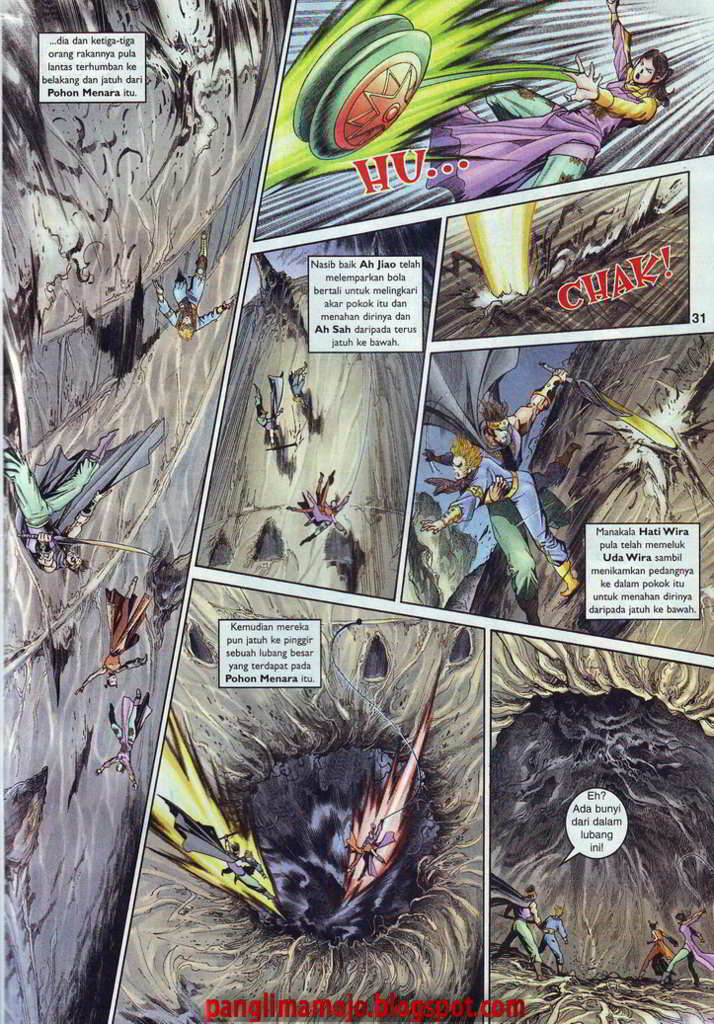 ...dia dan ketiga-tiga
orang rakannya pula
lantas terhumban ke
belakang dan jatuh dari
Pohon Menara itu.
HU...
Nasib baik Ah Jiao telah
melemparkan bola
bertali untuk melingkari
akar pokok itu dan
menahan dirinya dan
Ah Sah daripada terus
jatuh ke bawah.
CHAK!
31
Manakala Hati Wira
pula telah memeluk
Uda Wira sambil
menikamkan pedangnya
ke dalam pokok itu
untuk menahan dirinya
daripada jatuh ke bawah.
Kemudian mereka
pun jatuh ke pinggir
sebuah lubang besar
yang terdapat pada
Pohon Menara itu.
Eh?
Ada bunyi
dari dalam
lubang
ini!
panglimamojo.blogspot.com